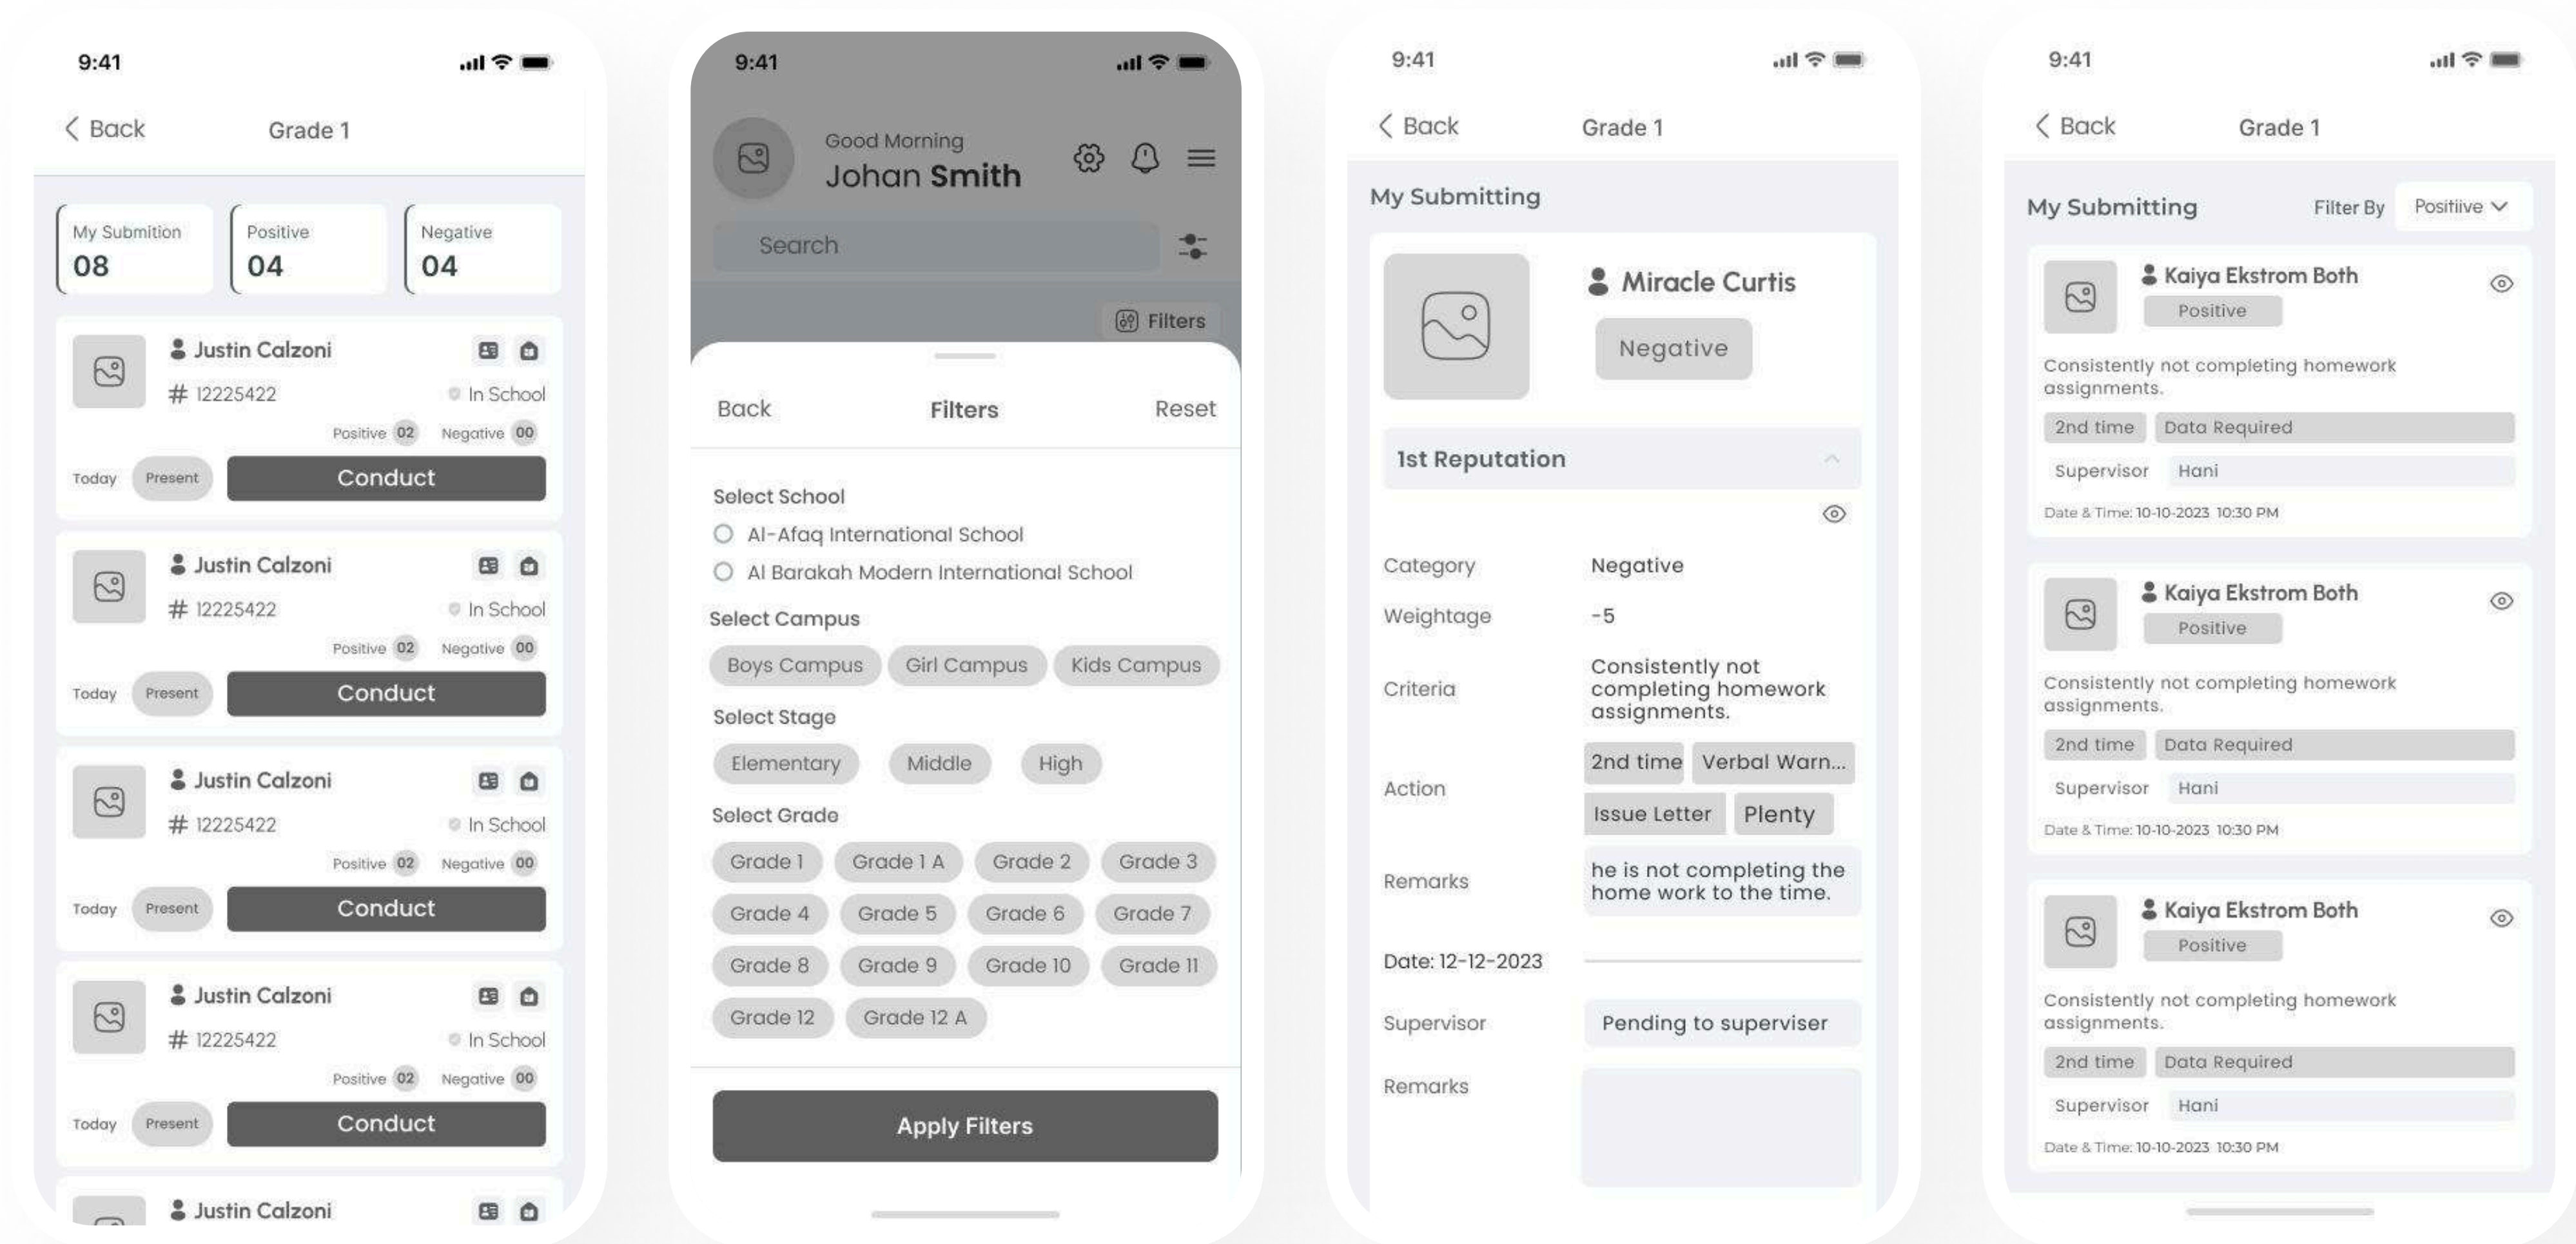 9:41
Back
Grade 1
My Submition
08
Positive
04
Negative
04
Justin Calzoni
# 12225422
In School
Positive 02 Negative 00
Today Present Conduct
Justin Calzoni
# 12225422
In School
Positive 02 Negative 00
Today Present Conduct
Justin Calzoni
# 12225422
In School
Positive 02 Negative 00
Today Present Conduct
Justin Calzoni
# 12225422
In School
Positive 02 Negative 00
Today Present Conduct
Justin Calzoni
9:41
Good Morning
Johan Smith
Search
Filters
Back Filters Reset
Select School
Al-Afaq International School
Al Barakah Modern International School
Select Campus
Boys Campus Girl Campus Kids Campus
Select Stage
Elementary Middle High
Select Grade
Grade 1 Grade 1 A Grade 2 Grade 3
Grade 4 Grade 5 Grade 6 Grade 7
Grade 8 Grade 9 Grade 10 Grade 11
Grade 12 Grade 12 A
Apply Filters
9:41
Back Grade 1
My Submitting
Miracle Curtis
Negative
1st Reputation
Category Negative
Weightage -5
Criteria
Consistently not
completing homework
assignments.
Action
2nd time Verbal Warn...
Issue Letter Plenty
Remarks
he is not completing the
home work to the time.
Date: 12-12-2023
Supervisor Pending to superviser
Remarks
9:41
Back Grade 1
My Submitting Filter By Positiive
Kaiya Ekstrom Both
Positive
Consistently not completing homework
assignments.
2nd time Data Required
Supervisor Hani
Date & Time: 10-10-2023 10:30 PM
Kaiya Ekstrom Both
Positive
Consistently not completing homework
assignments.
2nd time Data Required
Supervisor Hani
Date & Time: 10-10-2023 10:30 PM
Kaiya Ekstrom Both
Positive
Consistently not completing homework
assignments.
2nd time Data Required
Supervisor Hani
Date & Time: 10-10-2023 10:30 PM